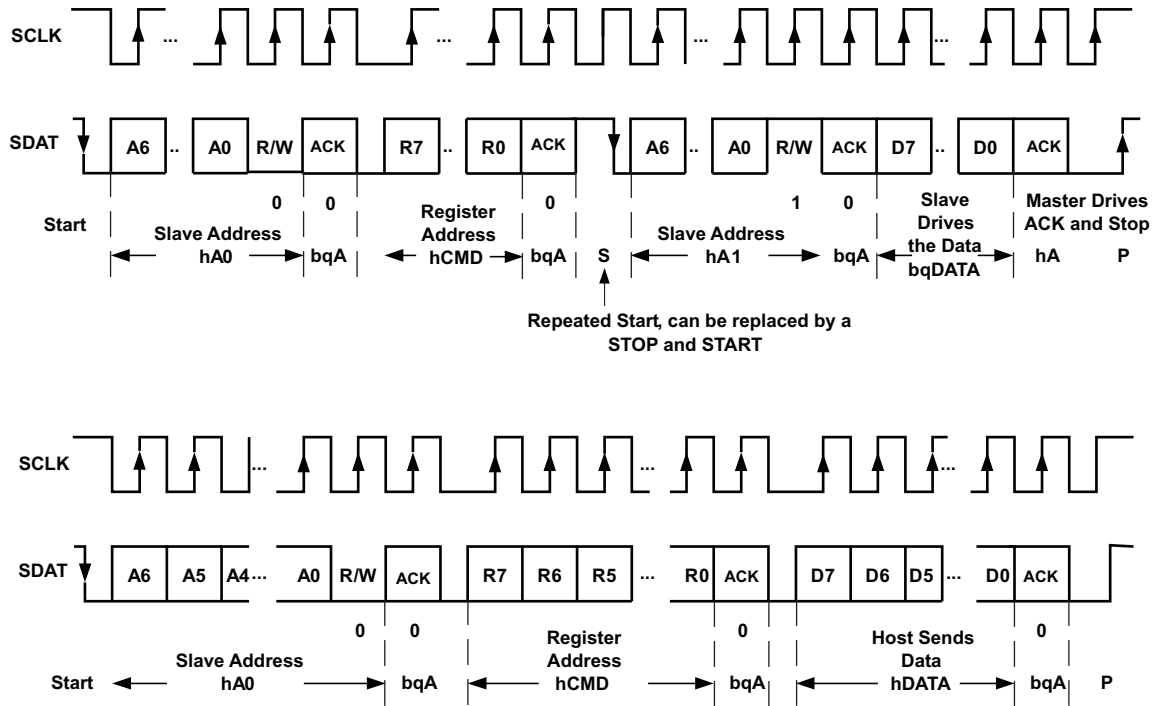 SCLK ... ... ... ...
SDAT A6 .. A0 R/W ACK R7 .. R0 ACK A6 .. A0 R/W ACK D7 .. D0 ACK
0 0 0 1 0
Start
Slave Address
hA0
bqA
Register
Address
hCMD
bqA
S
Slave Address
hA1
bqA
Slave
Drives
the Data
bqDATA
Master Drives
ACK and Stop
hA
P
Repeated Start, can be replaced by a
STOP and START
SCLK ... ... ...
SDAT A6 A5 A4... A0 R/W ACK R7 R6 R5 ... R0 ACK D7 D6 D5 ... D0 ACK
0 0 0 0
Start
Slave Address
hA0
bqA
Register
Address
hCMD
bqA
Host Sends
Data
hDATA
bqA
P